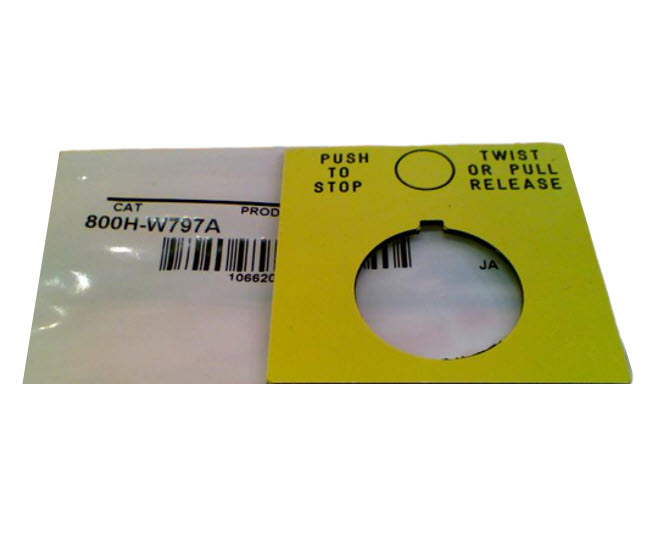 CAT PROD
800H-W797A
106620
JA
PUSH
TO
STOP
TWIST
OR PULL
RELEASE